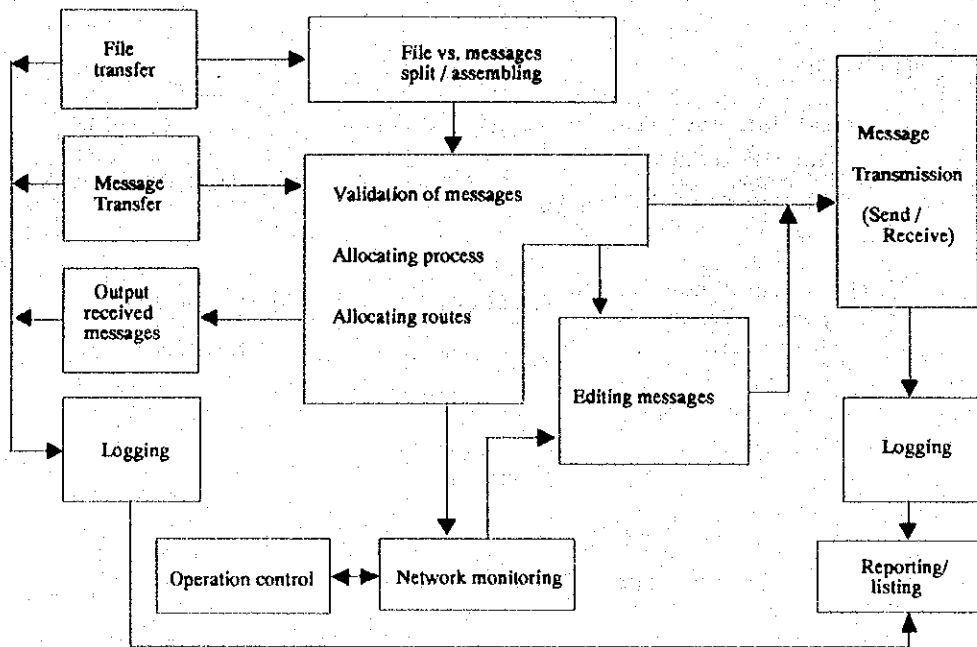 File
transfer
File vs. messages
split / assembling
Message
Transfer
Validation of messages
Allocating process
Allocating routes
Message
Transmission
(Send /
Receive)
Output
received
messages
Editing messages
Logging
Logging
Operation control
Network monitoring
Reporting/
listing